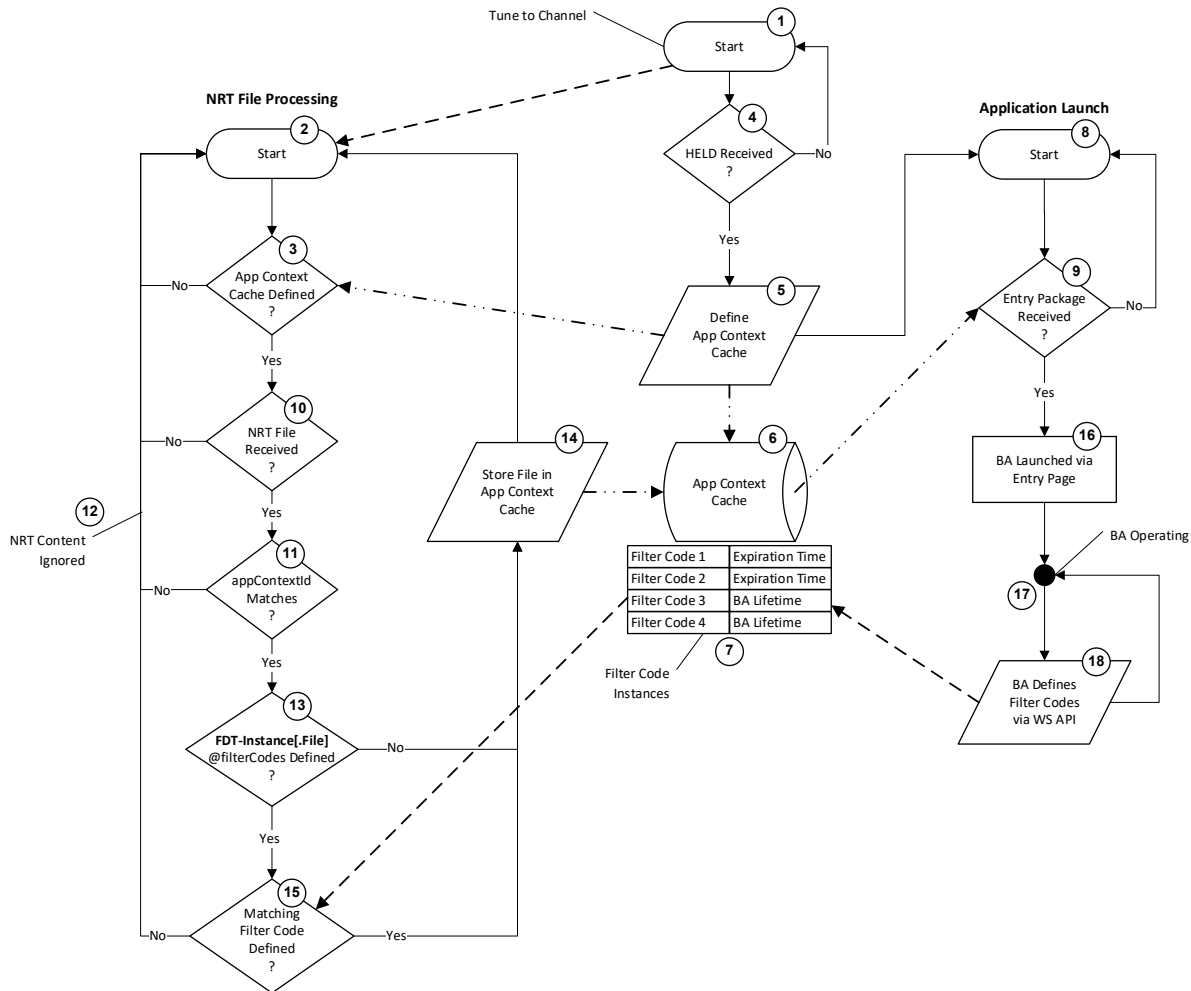 Tune to Channel
1
Start
NRT File Processing
2
Start
4
HELD Received
?
No
Yes
Application Launch
8
Start
3
App Context
Cache Defined
?
No
Yes
5
Define
App Context
Cache
9
Entry Package
Received
?
No
Yes
10
NRT File
Received
?
No
Yes
14
Store File in
App Context
Cache
6
App Context
Cache
16
BA Launched via
Entry Page
12
NRT Content
Ignored
11
appContextId
Matches
?
No
Yes
Filter Code 1 Expiration Time
Filter Code 2 Expiration Time
Filter Code 3 BA Lifetime
Filter Code 4 BA Lifetime
7
Filter Code
Instances
BA Operating
17
18
BA Defines
Filter Codes
via WS API
13
FDT-Instance[.File]
@filterCodes Defined
?
No
Yes
15
Matching
Filter Code
Defined
?
No
Yes